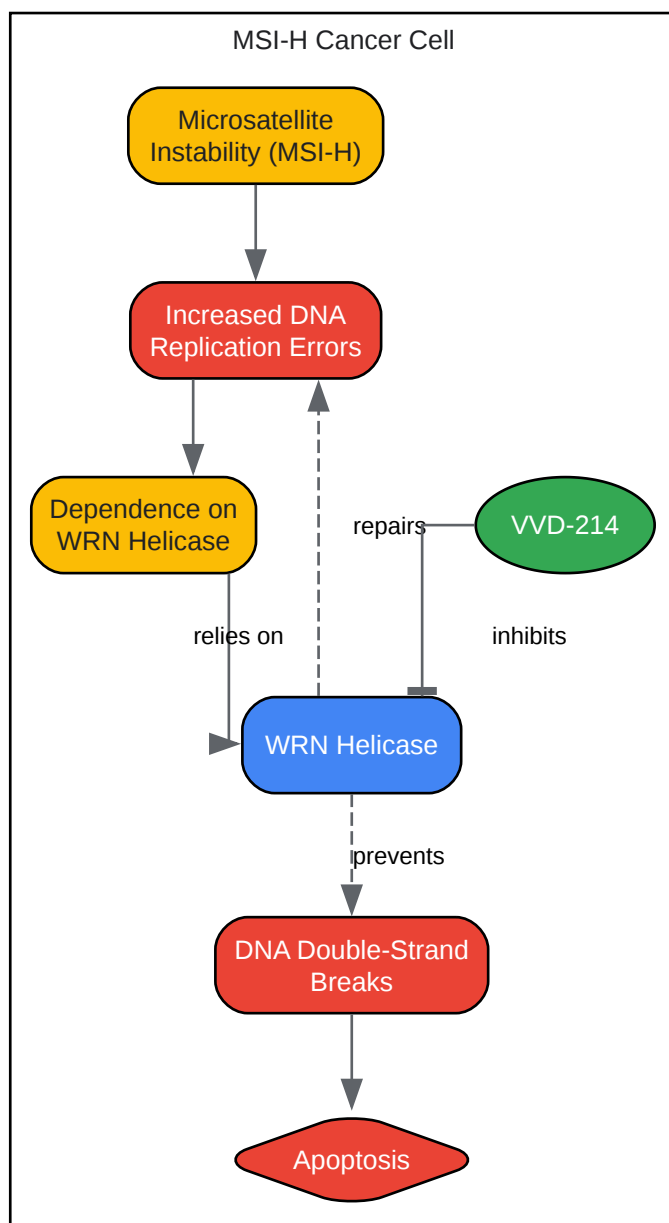 MSI-H Cancer Cell
Microsatellite
Instability (MSI-H)
Increased DNA
Replication Errors
Dependence on
WRN Helicase
repairs
VVD-214
relies on
inhibits
WRN Helicase
prevents
DNA Double-Strand
Breaks
Apoptosis